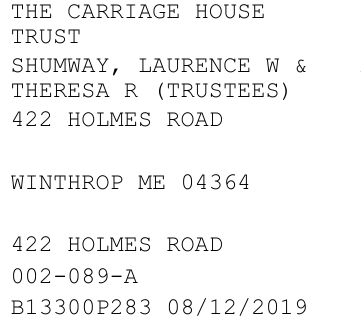 THE CARRIAGE HOUSE
TRUST
SHUMWAY, LAURENCE W &
THERESA R (TRUSTEES)
422 HOLMES ROAD
WINTHROP ME 04364
422 HOLMES ROAD
002-089-A
B13300P283 08/12/2019